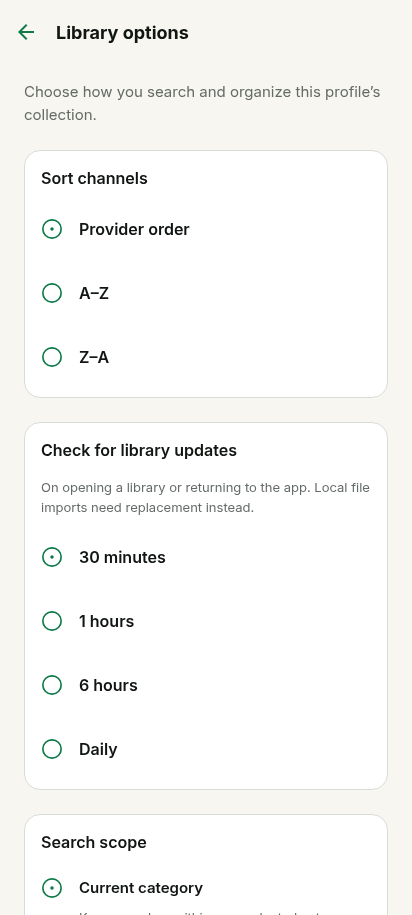 Library options
Choose how you search and organize this profile’s
collection.
Sort channels
Provider order
A–Z
Z–A
Check for library updates
On opening a library or returning to the app. Local file
imports need replacement instead.
30 minutes
1 hours
6 hours
Daily
Search scope
Current category